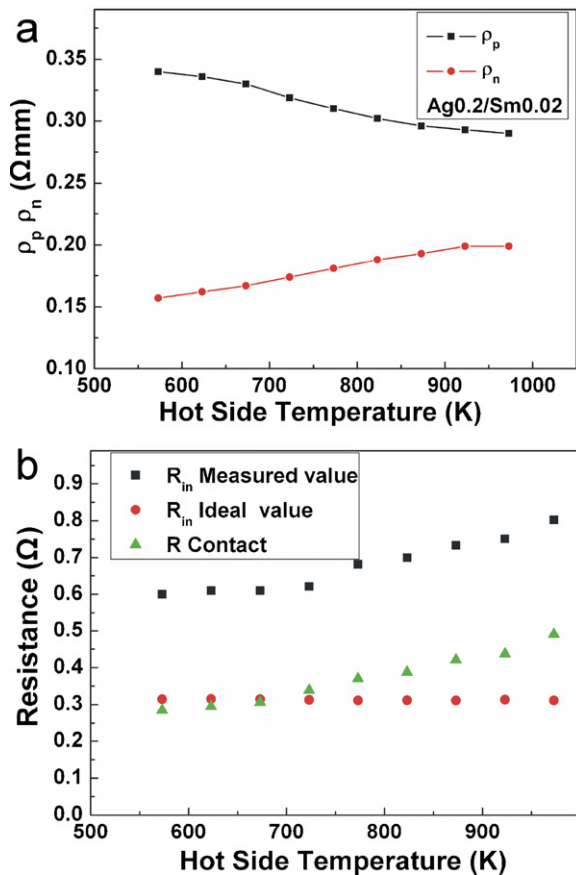 a
ρp
ρn
Ag0.2/Sm0.02
ρp ρn (Ωmm)
0.35
0.30
0.25
0.20
0.15
0.10
500 600 700 800 900 1000
Hot Side Temperature (K)
b
Rin Measured value
Rin Ideal value
R Contact
Resistance (Ω)
0.9
0.8
0.7
0.6
0.5
0.4
0.3
0.2
0.1
0.0
500 600 700 800 900
Hot Side Temperature (K)